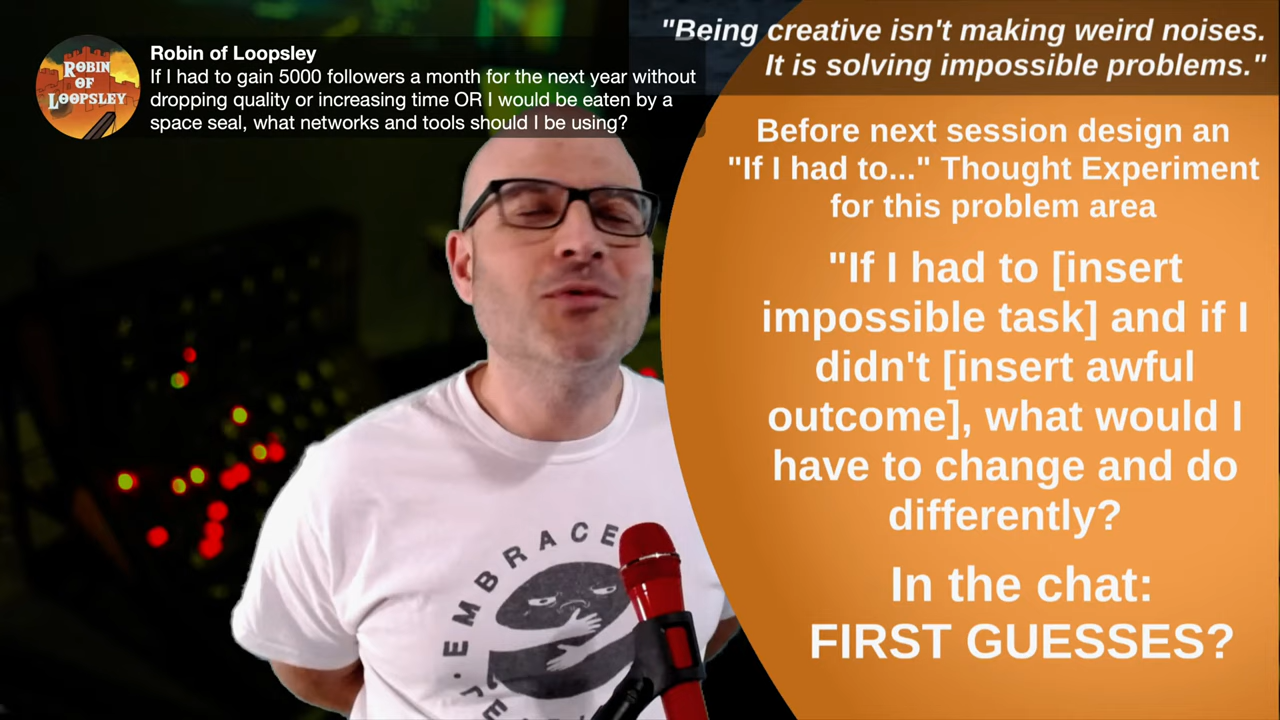 "Being creative isn't making weird noises.
It is solving impossible problems."
ROBIN
OF
LOOPSLEY
Robin of Loopsley
If I had to gain 5000 followers a month for the next year without
dropping quality or increasing time OR I would be eaten by a
space seal, what networks and tools should I be using?
Before next session design an
"If I had to..." Thought Experiment
for this problem area
"If I had to [insert
impossible task] and if I
didn't [insert awful
outcome], what would I
have to change and do
differently?
In the chat:
FIRST GUESSES?
EMBRACE